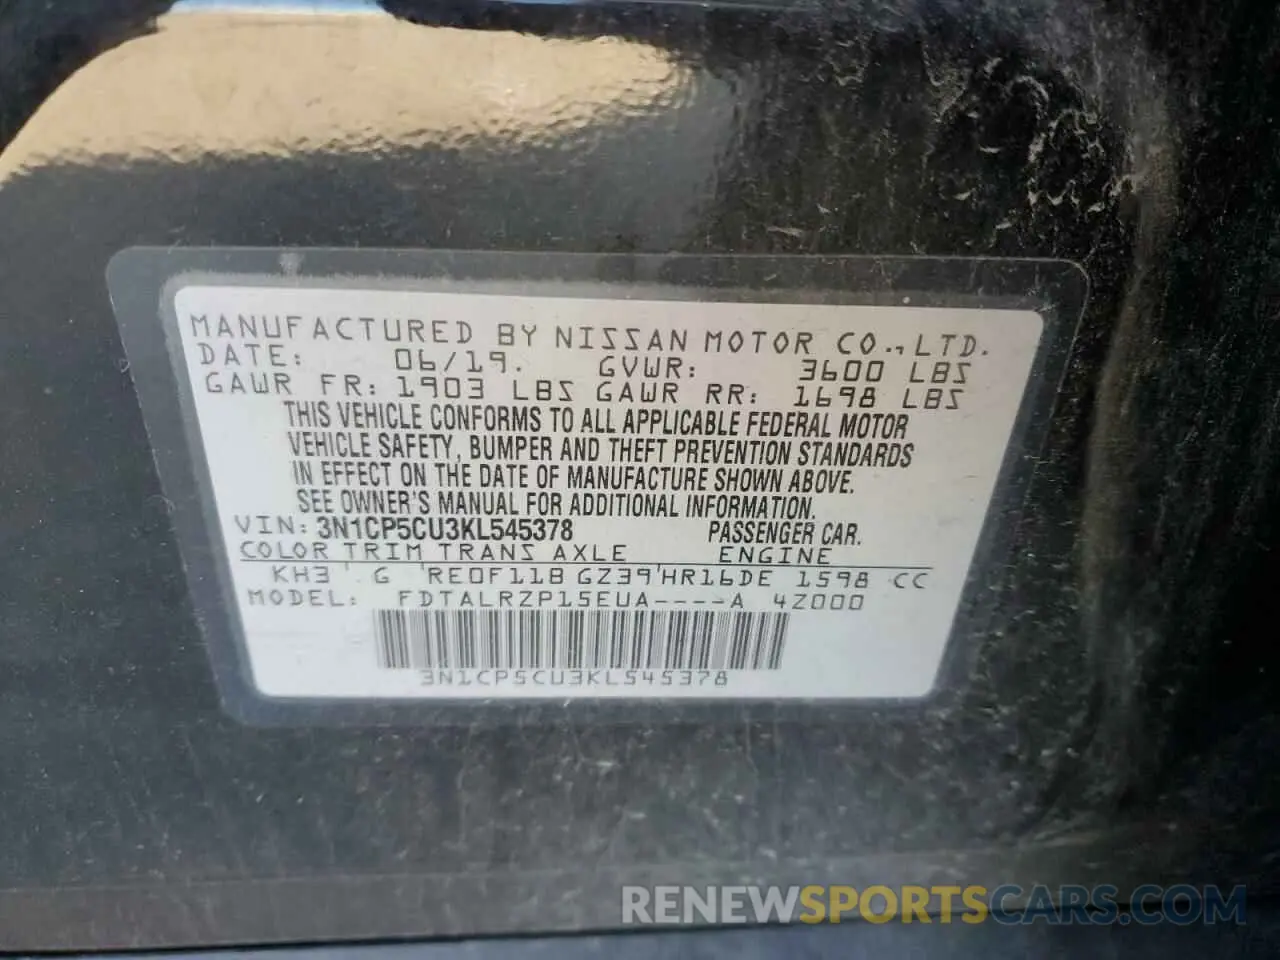 MANUFACTURED BY NISSAN MOTOR CO., LTD.
DATE: 06/19. GVWR: 3600 LBS
GAWR FR: 1903 LBS GAWR RR: 1698 LBS
THIS VEHICLE CONFORMS TO ALL APPLICABLE FEDERAL MOTOR
VEHICLE SAFETY, BUMPER AND THEFT PREVENTION STANDARDS
IN EFFECT ON THE DATE OF MANUFACTURE SHOWN ABOVE.
SEE OWNER'S MANUAL FOR ADDITIONAL INFORMATION.
VIN: 3N1CP5CU3KL545378 PASSENGER CAR.
COLOR TRIM TRANS AXLE ENGINE
KH3 ' G 'RE0F11B GZ39'HR16DE 1598 CC
MODEL: FDTALRZP15EUA----A 4Z000
3N1CP5CU3KL545378
RENEWSPORTSCARS.COM